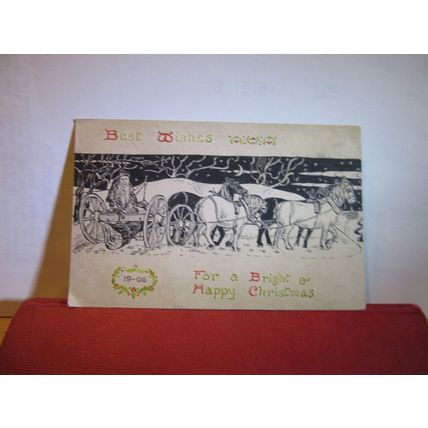 Best Wishes
19-06
For a Bright &
Happy Christmas